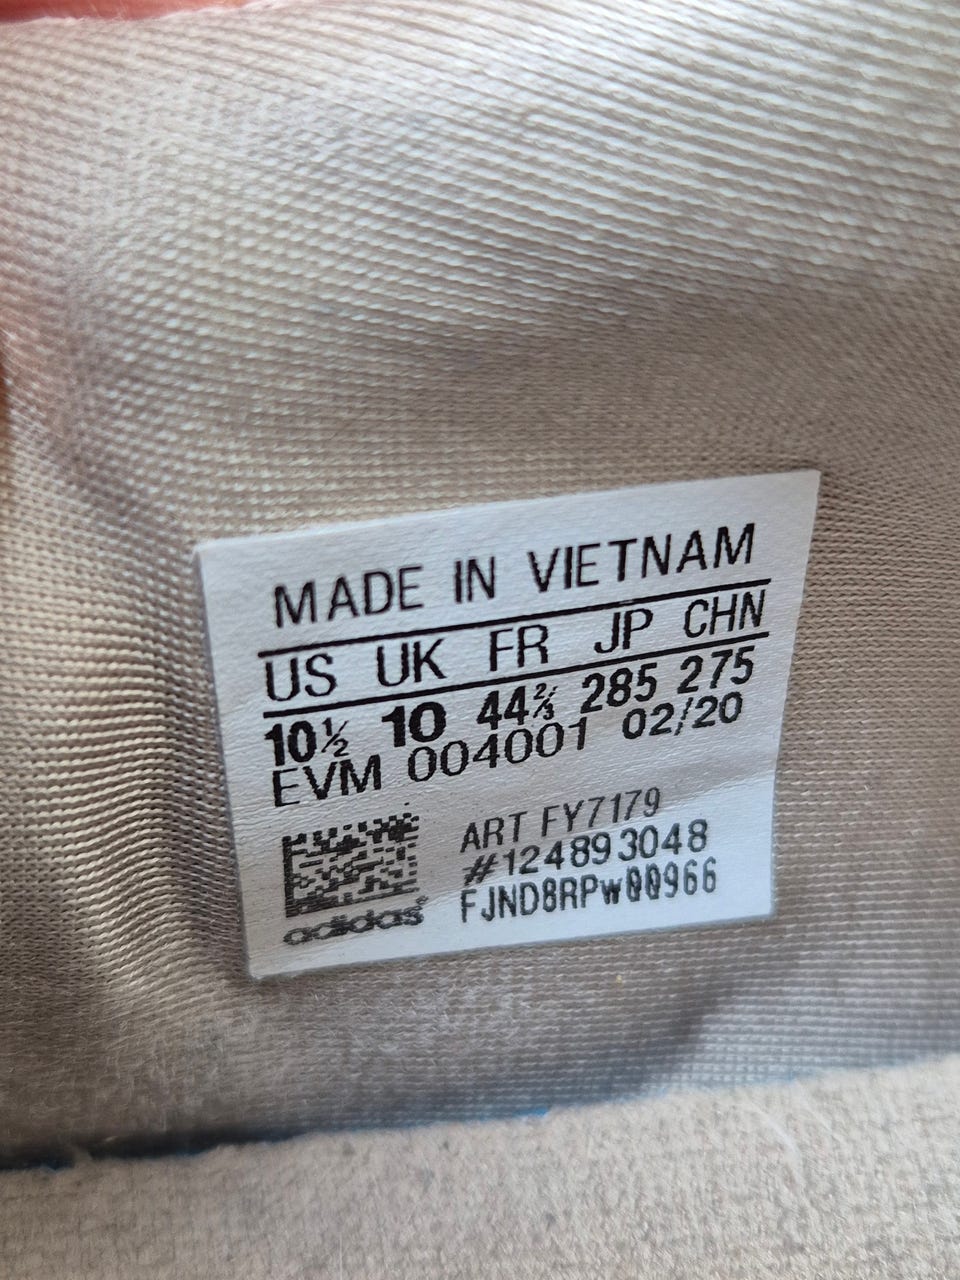 MADE IN VIETNAM
US UK FR JP CHN
10½ 10 44⅔ 285 275
EVM 004001 02/20
ART FY7179
#124893048
FJND8RPW00966
adidas